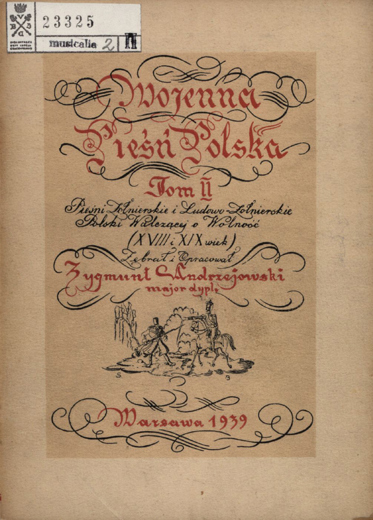 23325
musicalia 2 II
Wojenna
Pieśń Polska
Tom II
Pieśni Żołnierskie i Ludowo-Żołnierskie
Polski Walczącej o Wolność
(XVIII i XIX wiek)
Zebrał i Opracował
Zygmunt Andrzejowski
major dypl.
Warszawa 1939